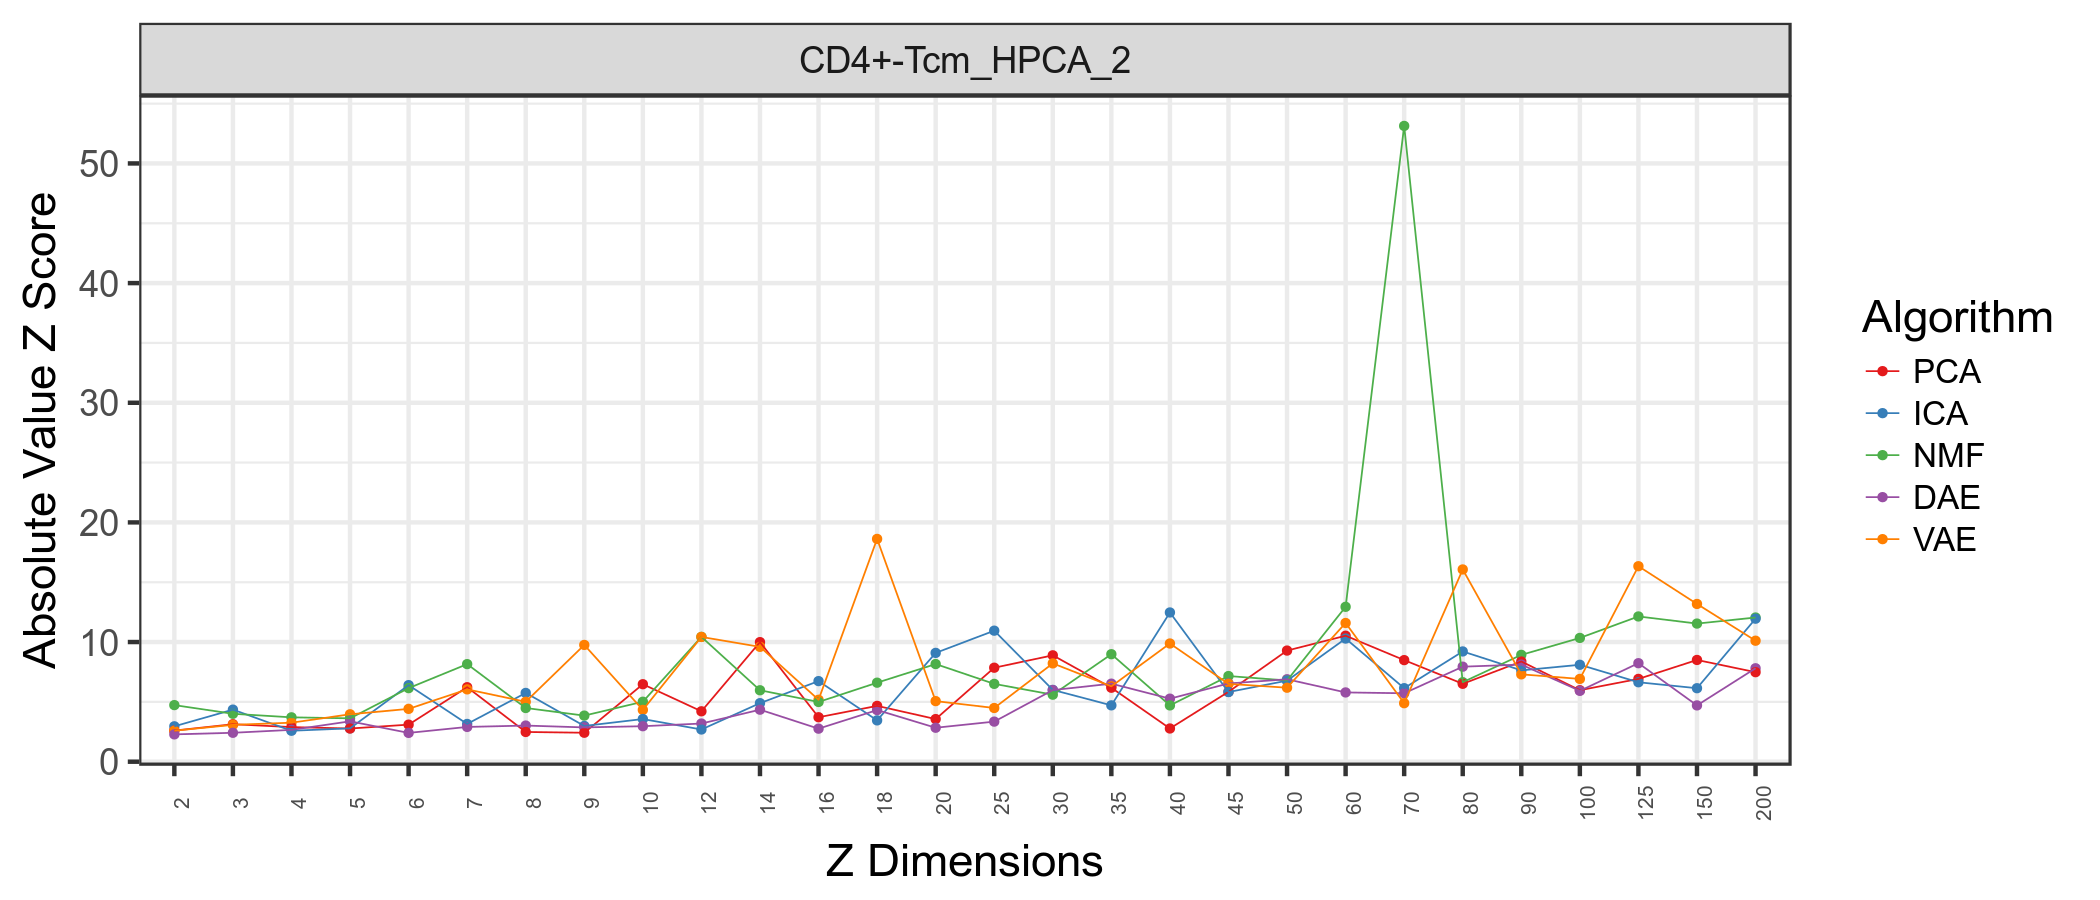 CD4+-Tcm_HPCA_2
Absolute Value Z Score
50
40
30
20
10
0
2 3 4 5 6 7 8 9 10 12 14 16 18 20 25 30 35 40 45 50 60 70 80 90 100 125 150 200
Z Dimensions
Algorithm
PCA
ICA
NMF
DAE
VAE